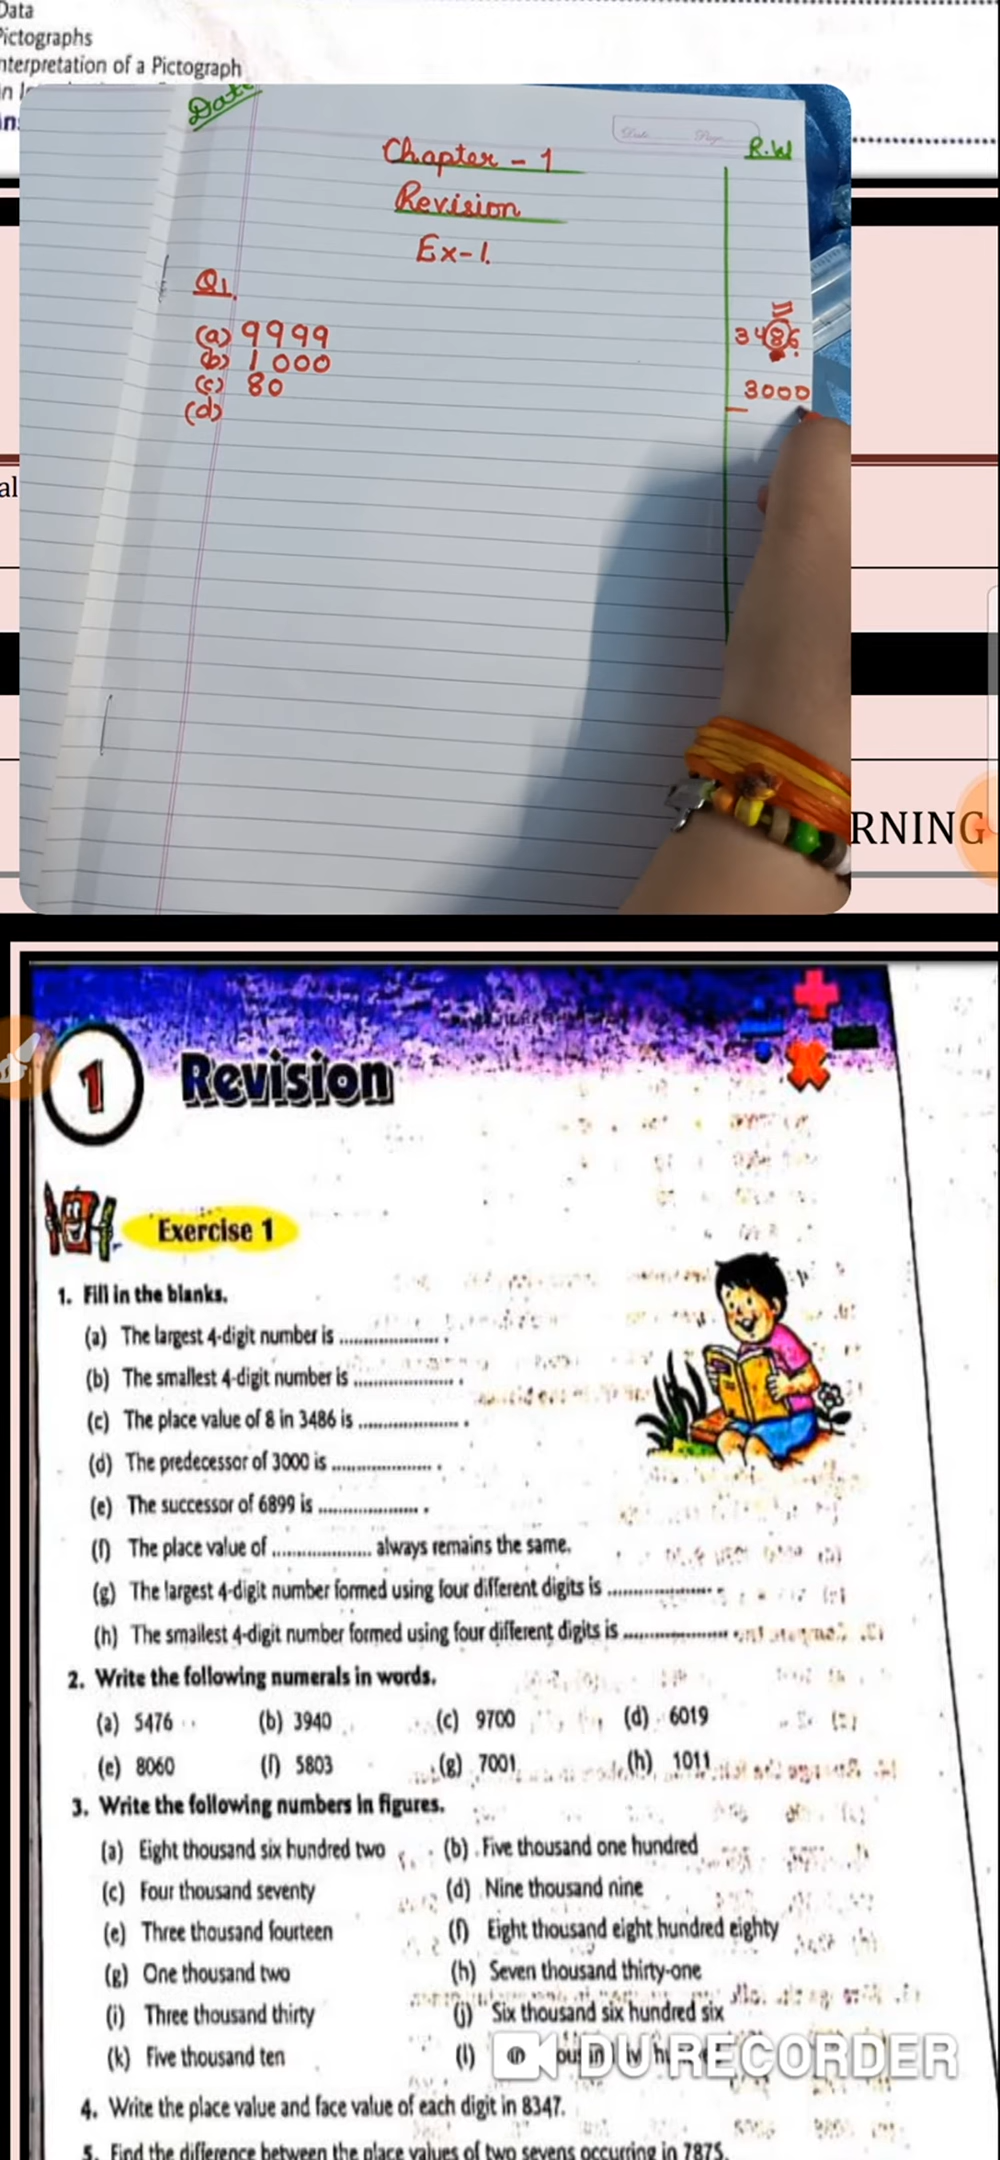 Data
Pictographs
nterpretation of a Pictograph
in
in
Date
Date Page
R.W
Chapter - 1
Revision
Ex-1.
Q1.
(a) 9999
(b) 1000
(c) 80
(d)
3486
3000
al
RNING
1 Revision
Exercise 1
1. Fill in the blanks.
(a) The largest 4-digit number is .................... .
(b) The smallest 4-digit number is .................... .
(c) The place value of 8 in 3486 is .................... .
(d) The predecessor of 3000 is .................... .
(e) The successor of 6899 is .................... .
(f) The place value of .................... always remains the same.
(g) The largest 4-digit number formed using four different digits is ....................
(h) The smallest 4-digit number formed using four different digits is ....................
2. Write the following numerals in words.
(a) 5476 (b) 3940 (c) 9700 (d) 6019
(e) 8060 (f) 5803 (g) 7001 (h) 1011
3. Write the following numbers in figures.
(a) Eight thousand six hundred two (b) Five thousand one hundred
(c) Four thousand seventy (d) Nine thousand nine
(e) Three thousand fourteen (f) Eight thousand eight hundred eighty
(g) One thousand two (h) Seven thousand thirty-one
(i) Three thousand thirty (j) Six thousand six hundred six
(k) Five thousand ten (l)
DU RECORDER
4. Write the place value and face value of each digit in 8347.
5. Find the difference between the place values of two sevens occurring in 7875.